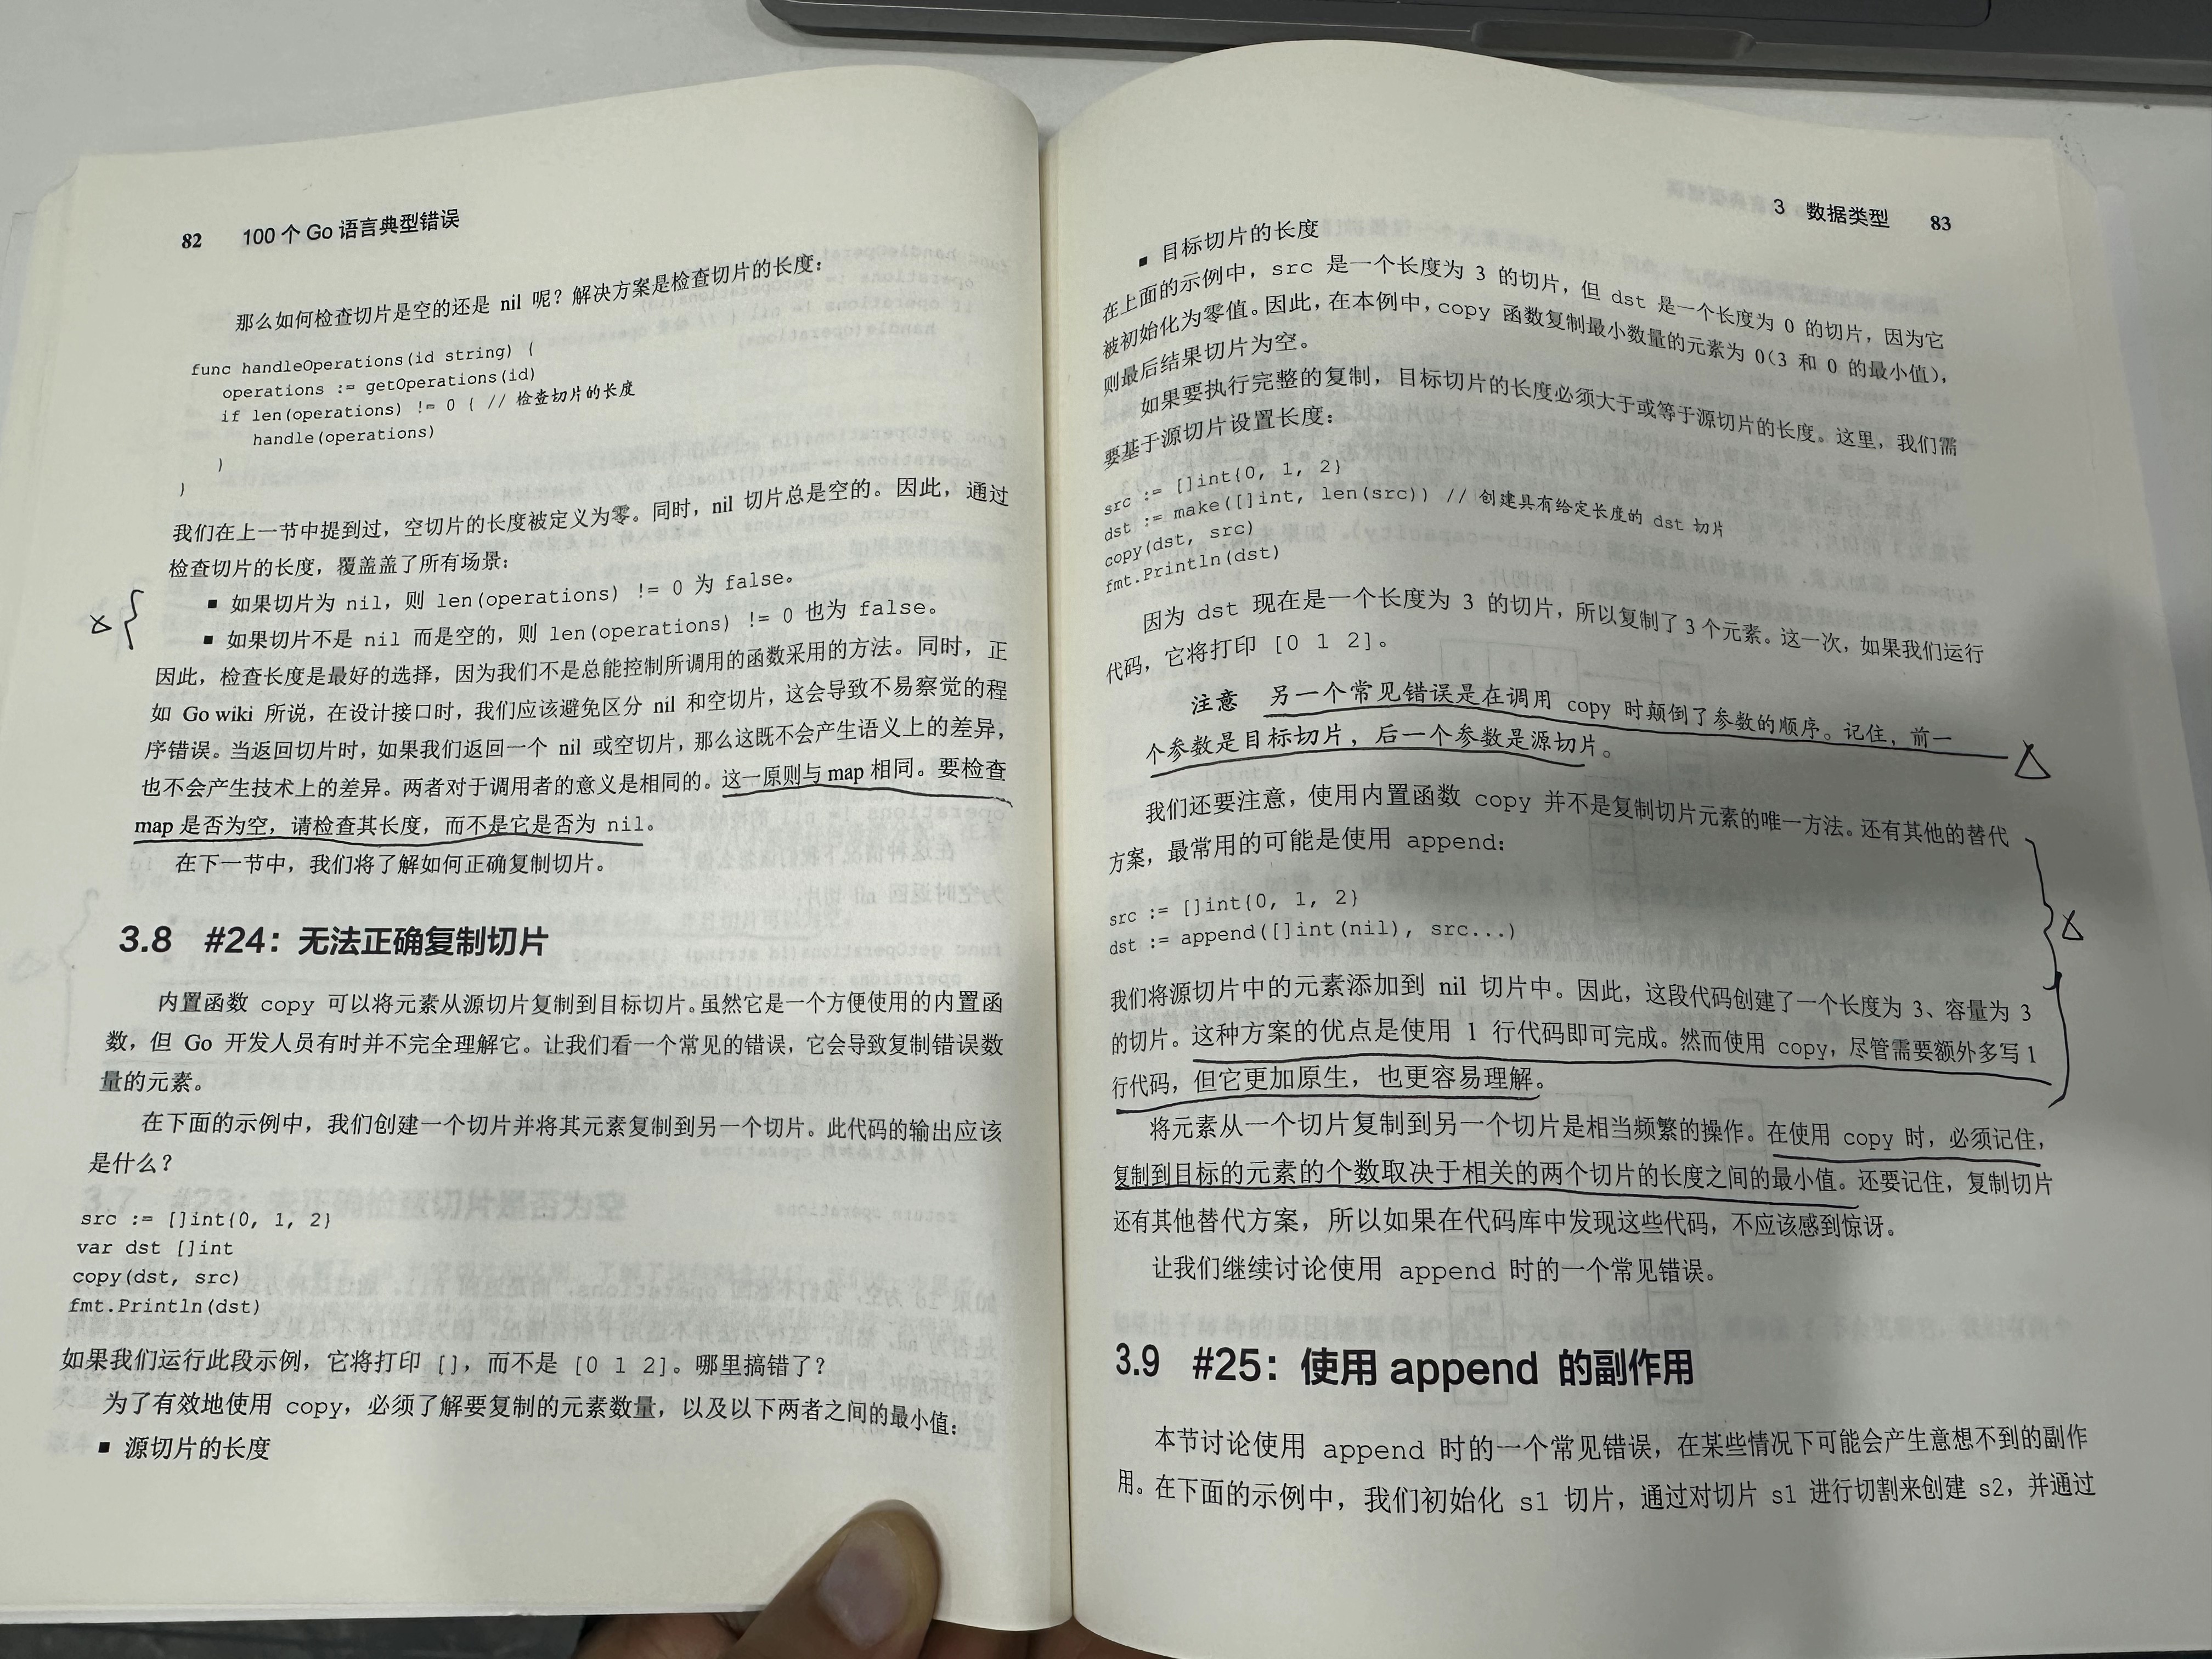 82 100 个 Go 语言典型错误
那么如何检查切片是空的还是 nil 呢？解决方案是检查切片的长度：
func handleOperations(id string) {
operations := getOperations(id)
if len(operations) != 0 { // 检查切片的长度
handle(operations)
}
}
我们在上一节中提到过，空切片的长度被定义为零。同时，nil 切片总是空的。因此，通过
检查切片的长度，覆盖盖了所有场景：
■ 如果切片为 nil，则 len(operations) != 0 为 false。
■ 如果切片不是 nil 而是空的，则 len(operations) != 0 也为 false。
因此，检查长度是最好的选择，因为我们不是总能控制所调用的函数采用的方法。同时，正
如 Go wiki 所说，在设计接口时，我们应该避免区分 nil 和空切片，这会导致不易察觉的程
序错误。当返回切片时，如果我们返回一个 nil 或空切片，那么这既不会产生语义上的差异，
也不会产生技术上的差异。两者对于调用者的意义是相同的。这一原则与 map 相同。要检查
map 是否为空，请检查其长度，而不是它是否为 nil。
在下一节中，我们将了解如何正确复制切片。
3.8 #24：无法正确复制切片
内置函数 copy 可以将元素从源切片复制到目标切片。虽然它是一个方便使用的内置函
数，但 Go 开发人员有时并不完全理解它。让我们看一个常见的错误，它会导致复制错误数
量的元素。
在下面的示例中，我们创建一个切片并将其元素复制到另一个切片。此代码的输出应该
是什么？
src := []int{0, 1, 2}
var dst []int
copy(dst, src)
fmt.Println(dst)
如果我们运行此段示例，它将打印 []，而不是 [0 1 2]。哪里搞错了？
为了有效地使用 copy，必须了解要复制的元素数量，以及以下两者之间的最小值：
■ 源切片的长度
3 数据类型 83
■ 目标切片的长度
在上面的示例中，src 是一个长度为 3 的切片，但 dst 是一个长度为 0 的切片，因为它
被初始化为零值。因此，在本例中，copy 函数复制最小数量的元素为 0（3 和 0 的最小值），
则最后结果切片为空。
如果要执行完整的复制，目标切片的长度必须大于或等于源切片的长度。这里，我们需
要基于源切片设置长度：
src := []int{0, 1, 2}
dst := make([]int, len(src)) // 创建具有给定长度的 dst 切片
copy(dst, src)
fmt.Println(dst)
因为 dst 现在是一个长度为 3 的切片，所以复制了 3 个元素。这一次，如果我们运行
代码，它将打印 [0 1 2]。
注意 另一个常见错误是在调用 copy 时颠倒了参数的顺序。记住，前一
个参数是目标切片，后一个参数是源切片。
我们还要注意，使用内置函数 copy 并不是复制切片元素的唯一方法。还有其他的替代
方案，最常用的可能是使用 append：
src := []int{0, 1, 2}
dst := append([]int(nil), src...)
我们将源切片中的元素添加到 nil 切片中。因此，这段代码创建了一个长度为 3、容量为 3
的切片。这种方案的优点是使用 1 行代码即可完成。然而使用 copy，尽管需要额外多写 1
行代码，但它更加原生，也更容易理解。
将元素从一个切片复制到另一个切片是相当频繁的操作。在使用 copy 时，必须记住，
复制到目标的元素的个数取决于相关的两个切片的长度之间的最小值。还要记住，复制切片
还有其他替代方案，所以如果在代码库中发现这些代码，不应该感到惊讶。
让我们继续讨论使用 append 时的一个常见错误。
3.9 #25：使用 append 的副作用
本节讨论使用 append 时的一个常见错误，在某些情况下可能会产生意想不到的副作
用。在下面的示例中，我们初始化 s1 切片，通过对切片 s1 进行切割来创建 s2，并通过